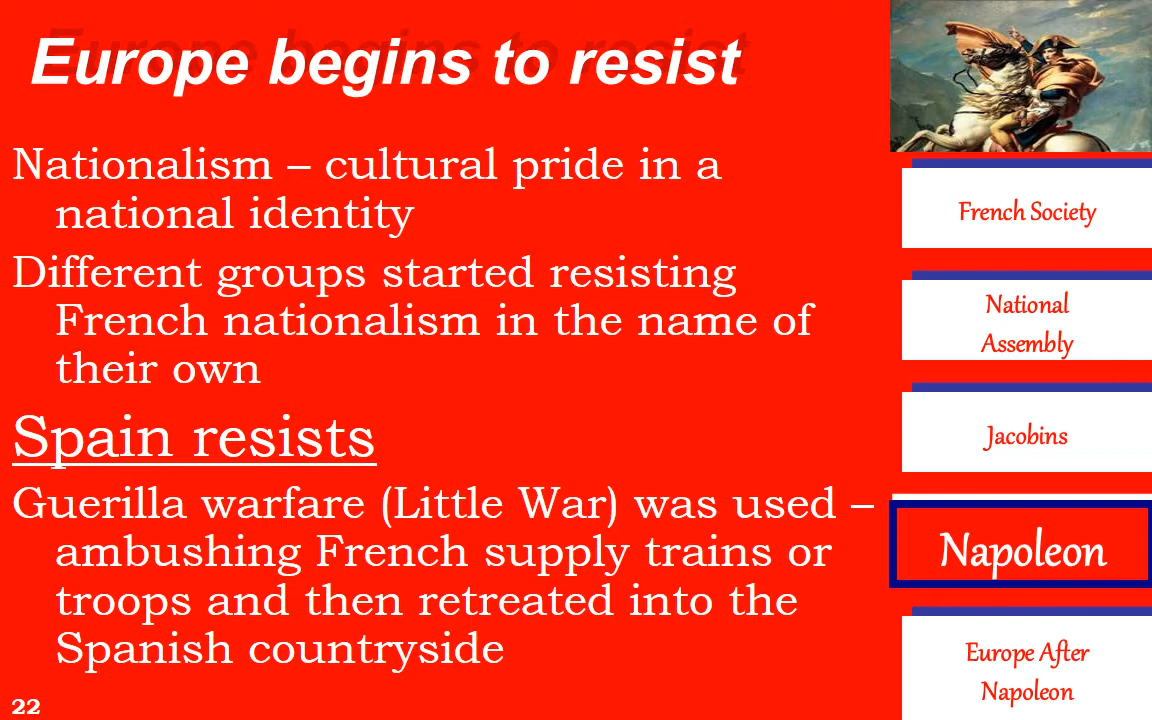 Europe begins to resist
Nationalism – cultural pride in a
national identity
Different groups started resisting
French nationalism in the name of
their own
Spain resists
Guerilla warfare (Little War) was used –
ambushing French supply trains or
troops and then retreated into the
Spanish countryside
22
French Society
National
Assembly
Jacobins
Napoleon
Europe After
Napoleon